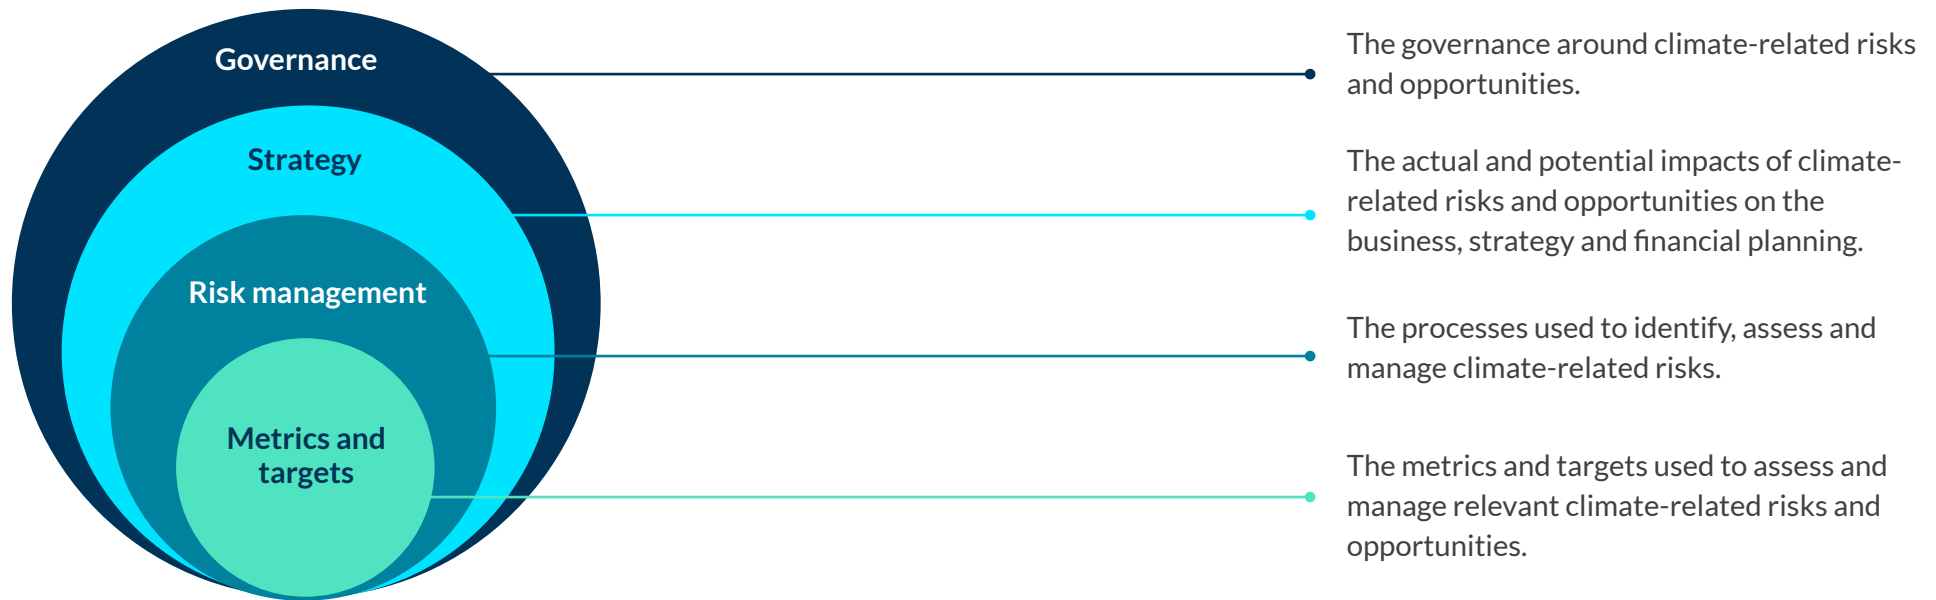 Governance
The governance around climate-related risks
and opportunities.
Strategy
The actual and potential impacts of climate-
related risks and opportunities on the
business, strategy and financial planning.
Risk management
The processes used to identify, assess and
manage climate-related risks.
Metrics and
targets
The metrics and targets used to assess and
manage relevant climate-related risks and
opportunities.